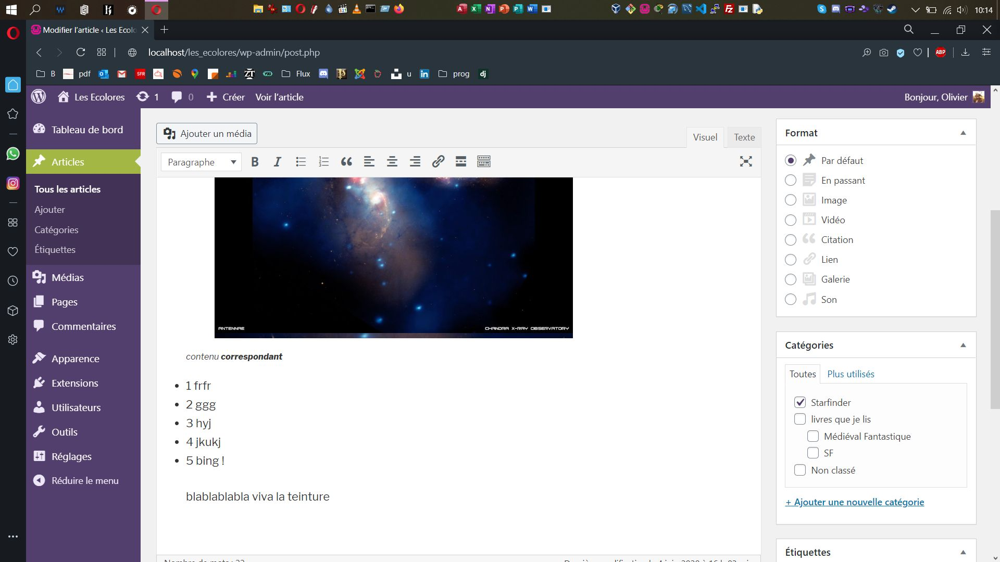 10:14
Modifier l'article ‹ Les Ecolo
localhost/les_ecolores/wp-admin/post.php
ABP
B
pdf
SFR
ZT
Flux
u
in
prog
dj
Les Ecolores
1
0
Créer
Voir l'article
Bonjour, Olivier
Tableau de bord
Articles
Tous les articles
Ajouter
Catégories
Étiquettes
Médias
Pages
Commentaires
Apparence
Extensions
Utilisateurs
Outils
Réglages
Réduire le menu
Ajouter un média
Visuel
Texte
Paragraphe
ANTENNAE
CHANDRA X-RAY OBSERVATORY
contenu correspondant
• 1 frfr
• 2 ggg
• 3 hyj
• 4 jkukj
• 5 bing !
blablablabla viva la teinture
Format
Par défaut
En passant
Image
Vidéo
Citation
Lien
Galerie
Son
Catégories
Toutes
Plus utilisés
Starfinder
livres que je lis
Médiéval Fantastique
SF
Non classé
+ Ajouter une nouvelle catégorie
Étiquettes